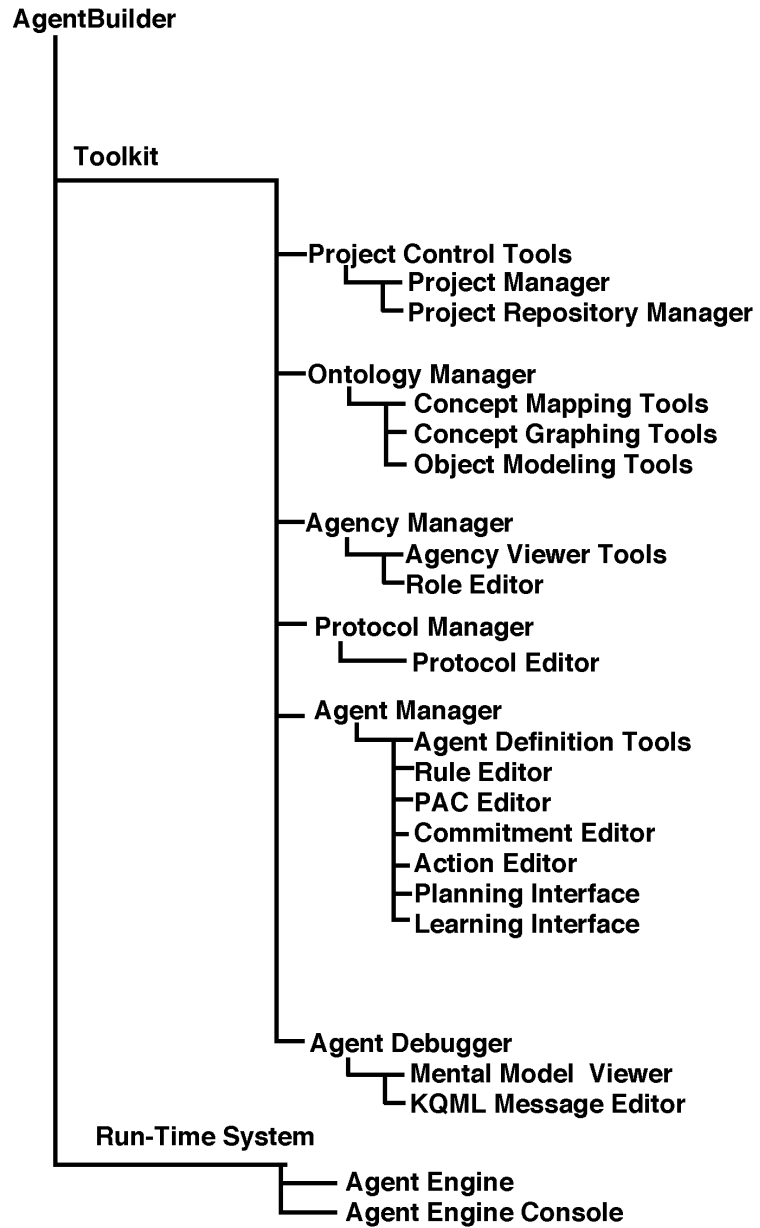 AgentBuilder
Toolkit
Project Control Tools
Project Manager
Project Repository Manager
Ontology Manager
Concept Mapping Tools
Concept Graphing Tools
Object Modeling Tools
Agency Manager
Agency Viewer Tools
Role Editor
Protocol Manager
Protocol Editor
Agent Manager
Agent Definition Tools
Rule Editor
PAC Editor
Commitment Editor
Action Editor
Planning Interface
Learning Interface
Agent Debugger
Mental Model  Viewer
KQML Message Editor
Run-Time System
Agent Engine
Agent Engine Console